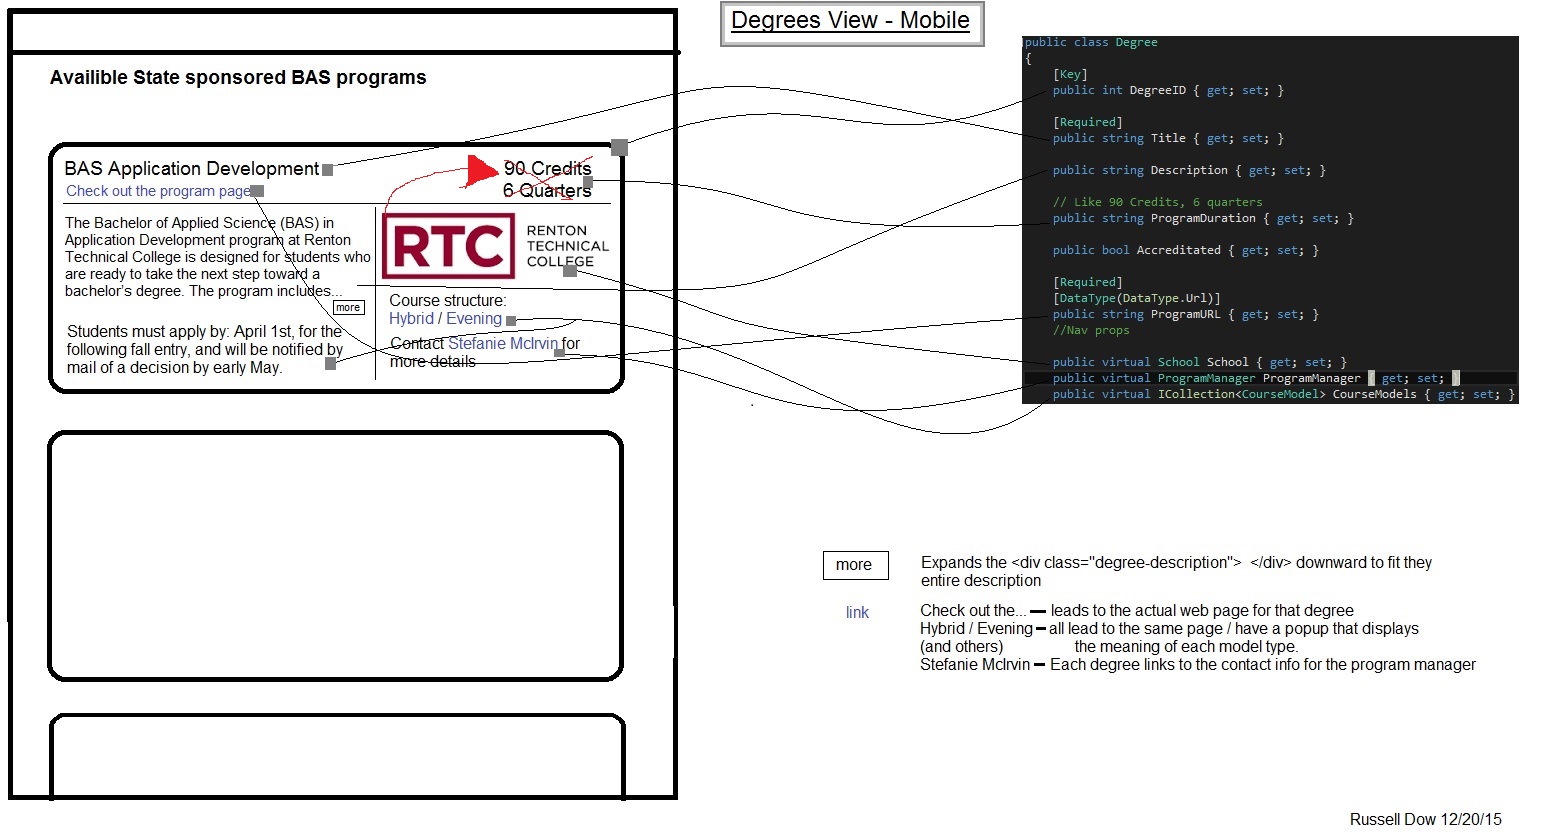 Degrees View - Mobile
Availible State sponsored BAS programs
BAS Application Development
Check out the program page
90 Credits
6 Quarters
The Bachelor of Applied Science (BAS) in
Application Development program at Renton
Technical College is designed for students who
are ready to take the next step toward a
bachelor's degree. The program includes...
more
Students must apply by: April 1st, for the
following fall entry, and will be notified by
mail of a decision by early May.
RTC
RENTON
TECHNICAL
COLLEGE
Course structure:
Hybrid / Evening
Contact Stefanie McIrvin for
more details
public class Degree
{
[Key]
public int DegreeID { get; set; }
[Required]
public string Title { get; set; }
public string Description { get; set; }
// Like 90 Credits, 6 quarters
public string ProgramDuration { get; set; }
public bool Accreditated { get; set; }
[Required]
[DataType(DataType.Url)]
public string ProgramURL { get; set; }
//Nav props
public virtual School School { get; set; }
public virtual ProgramManager ProgramManager { get; set; }
public virtual ICollection<CourseModel> CourseModels { get; set; }
more
Expands the <div class="degree-description"> </div> downward to fit they
entire description
link
Check out the... — leads to the actual web page for that degree
Hybrid / Evening — all lead to the same page / have a popup that displays
(and others) the meaning of each model type.
Stefanie McIrvin — Each degree links to the contact info for the program manager
Russell Dow 12/20/15